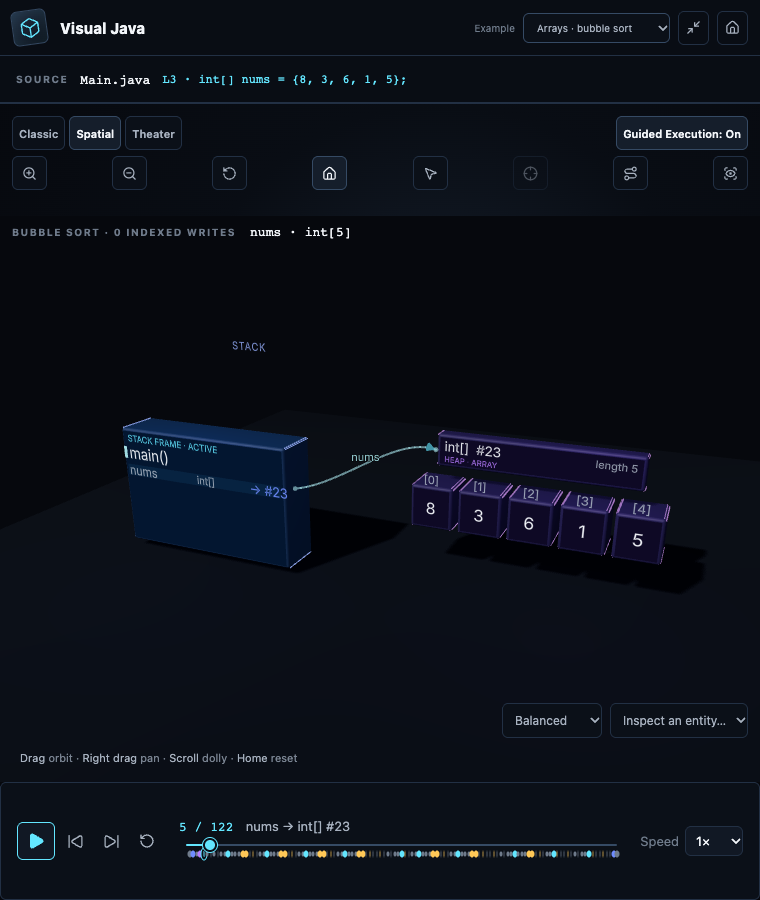 Visual Java
Example
Arrays · bubble sort
SOURCE Main.java L3 · int[] nums = {8, 3, 6, 1, 5};
Classic Spatial Theater Guided Execution: On
BUBBLE SORT · 0 INDEXED WRITES nums · int[5]
STACK
STACK FRAME · ACTIVE
main()
nums int[] → #23
nums
int[] #23
HEAP ARRAY length 5
[0] [1] [2] [3] [4]
8 3 6 1 5
Balanced Inspect an entity...
Drag orbit · Right drag pan · Scroll dolly · Home reset
5 / 122 nums → int[] #23
Speed 1×